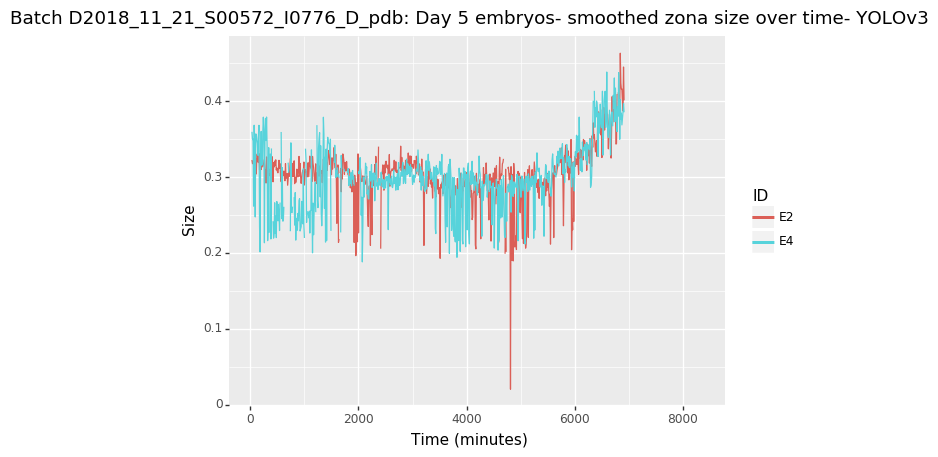 Batch D2018_11_21_S00572_I0776_D_pdb: Day 5 embryos- smoothed zona size over time- YOLOv3
0.4
0.3
0.2
0.1
0
Size
0
2000
4000
6000
8000
Time (minutes)
ID
E2
E4